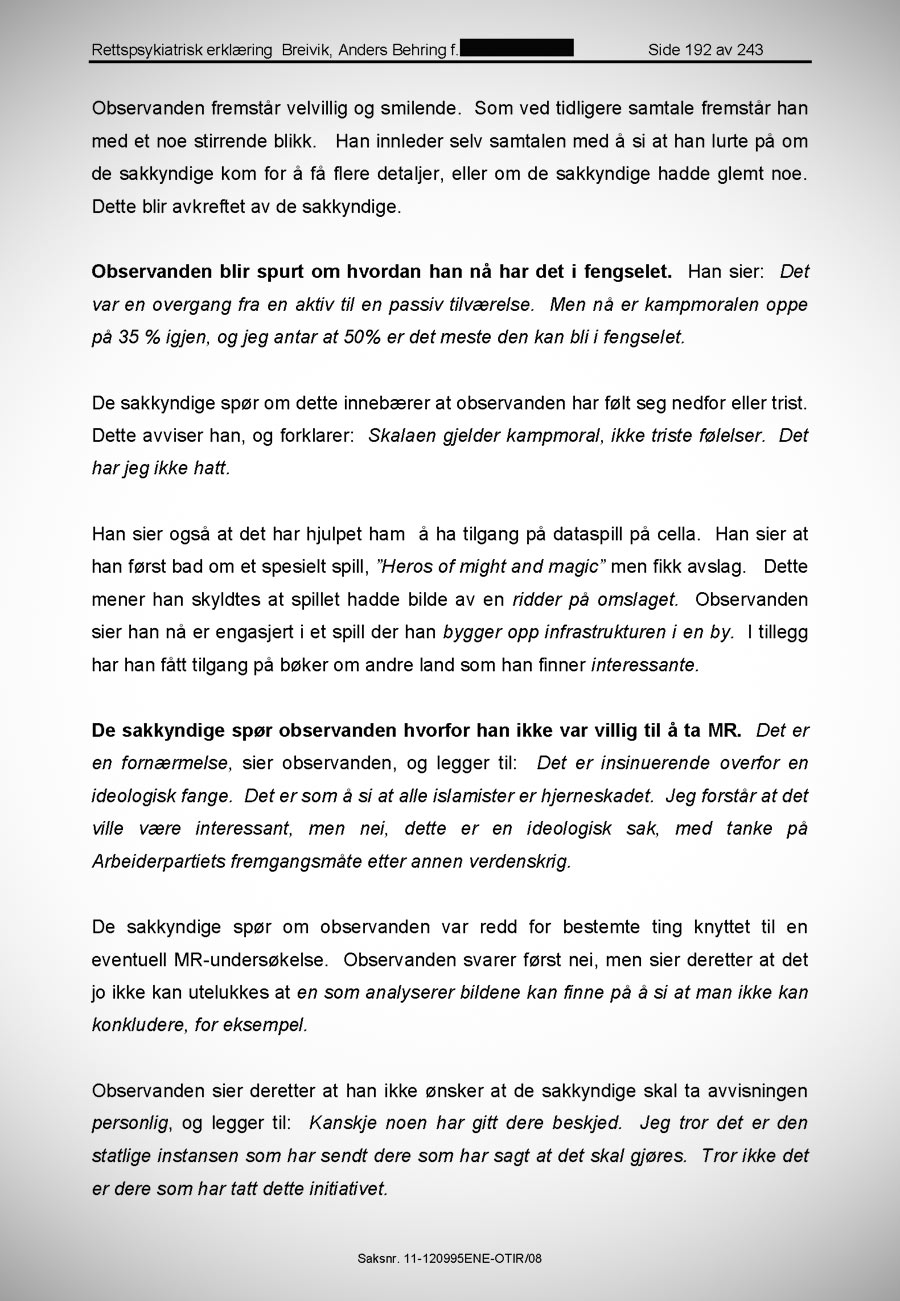 Rettspsykiatrisk erklæring  Breivik, Anders Behring f. Side 192 av 243
Observanden fremstår velvillig og smilende.  Som ved tidligere samtale fremstår han
med et noe stirrende blikk.   Han innleder selv samtalen med å si at han lurte på om
de sakkyndige kom for å få flere detaljer, eller om de sakkyndige hadde glemt noe.
Dette blir avkreftet av de sakkyndige.
Observanden blir spurt om hvordan han nå har det i fengselet.  Han sier:  Det
var en overgang fra en aktiv til en passiv tilværelse.  Men nå er kampmoralen oppe
på 35 % igjen, og jeg antar at 50% er det meste den kan bli i fengselet.
De sakkyndige spør om dette innebærer at observanden har følt seg nedfor eller trist.
Dette avviser han, og forklarer:  Skalaen gjelder kampmoral, ikke triste følelser.  Det
har jeg ikke hatt.
Han sier også at det har hjulpet ham  å ha tilgang på dataspill på cella.  Han sier at
han først bad om et spesielt spill, ”Heros of might and magic” men fikk avslag.   Dette
mener han skyldtes at spillet hadde bilde av en ridder på omslaget.  Observanden
sier han nå er engasjert i et spill der han bygger opp infrastrukturen i en by.  I tillegg
har han fått tilgang på bøker om andre land som han finner interessante.
De sakkyndige spør observanden hvorfor han ikke var villig til å ta MR.  Det er
en fornærmelse, sier observanden, og legger til:  Det er insinuerende overfor en
ideologisk fange.  Det er som å si at alle islamister er hjerneskadet.  Jeg forstår at det
ville være interessant, men nei, dette er en ideologisk sak, med tanke på
Arbeiderpartiets fremgangsmåte etter annen verdenskrig.
De sakkyndige spør om observanden var redd for bestemte ting knyttet til en
eventuell MR-undersøkelse.  Observanden svarer først nei, men sier deretter at det
jo ikke kan utelukkes at en som analyserer bildene kan finne på å si at man ikke kan
konkludere, for eksempel.
Observanden sier deretter at han ikke ønsker at de sakkyndige skal ta avvisningen
personlig, og legger til:  Kanskje noen har gitt dere beskjed.  Jeg tror det er den
statlige instansen som har sendt dere som har sagt at det skal gjøres.  Tror ikke det
er dere som har tatt dette initiativet.
Saksnr. 11-120995ENE-OTIR/08